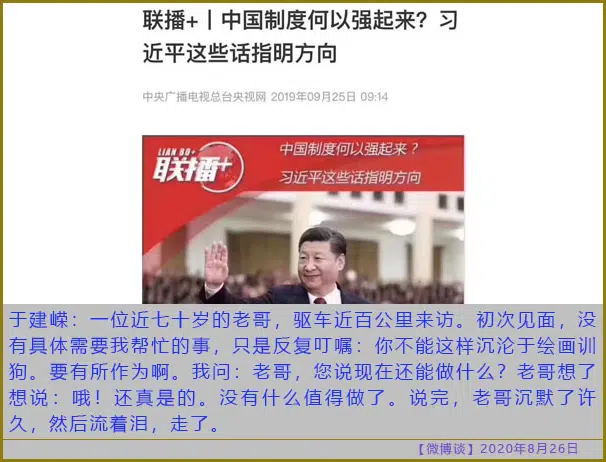 联播+丨中国制度何以强起来？习
近平这些话指明方向
中央广播电视总台央视网 2019年09月25日 09:14
LIAN BO+
联播+
中国制度何以强起来？
习近平这些话指明方向
于建嵘：一位近七十岁的老哥，驱车近百公里来访。初次见面，没
有具体需要我帮忙的事，只是反复叮嘱：你不能这样沉沦于绘画训
狗。要有所作为啊。我问：老哥，您说现在还能做什么？老哥想了
想说：哦！还真是的。没有什么值得做了。说完，老哥沉默了许
久，然后流着泪，走了。
【微博谈】2020年8月26日